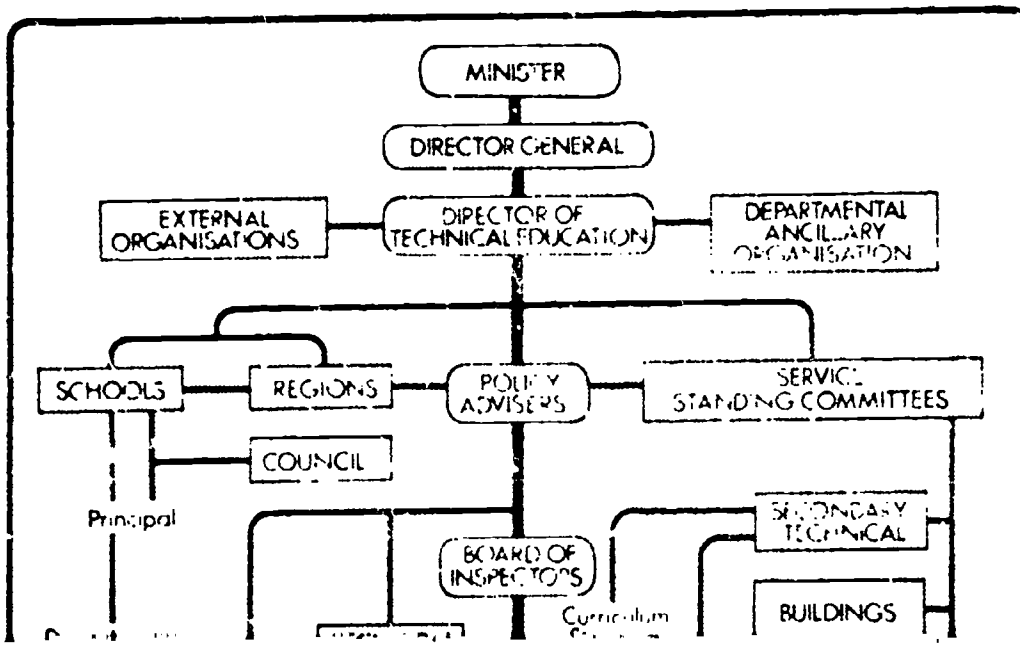 MINISTER
DIRECTOR GENERAL
EXTERNAL
ORGANISATIONS
DIRECTOR OF
TECHNICAL EDUCATION
DEPARTMENTAL
ANCILLARY
ORGANISATION
SCHOOLS
REGIONS
POLICY
ADVISERS
SERVICE
STANDING COMMITTEES
COUNCIL
Principal
SECONDARY
TECHNICAL
BOARD OF
INSPECTORS
Curriculum
BUILDINGS